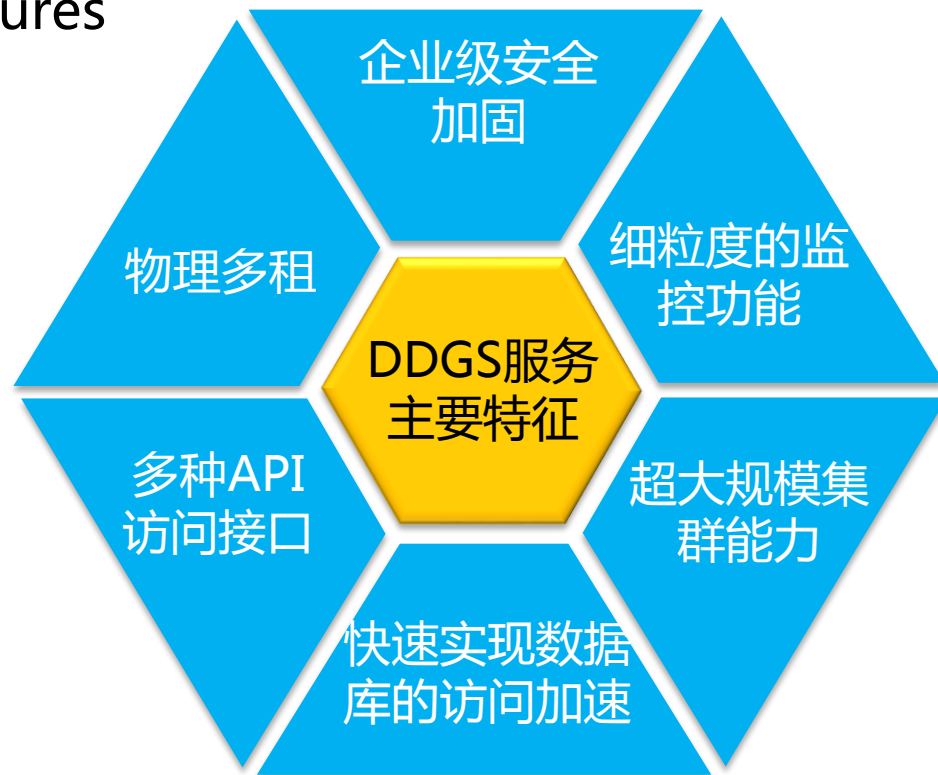 企业级安全
加固
细粒度的监
控功能
物理多租
DDGS服务
主要特征
多种API
访问接口
超大规模集
群能力
快速实现数据
库的访问加速